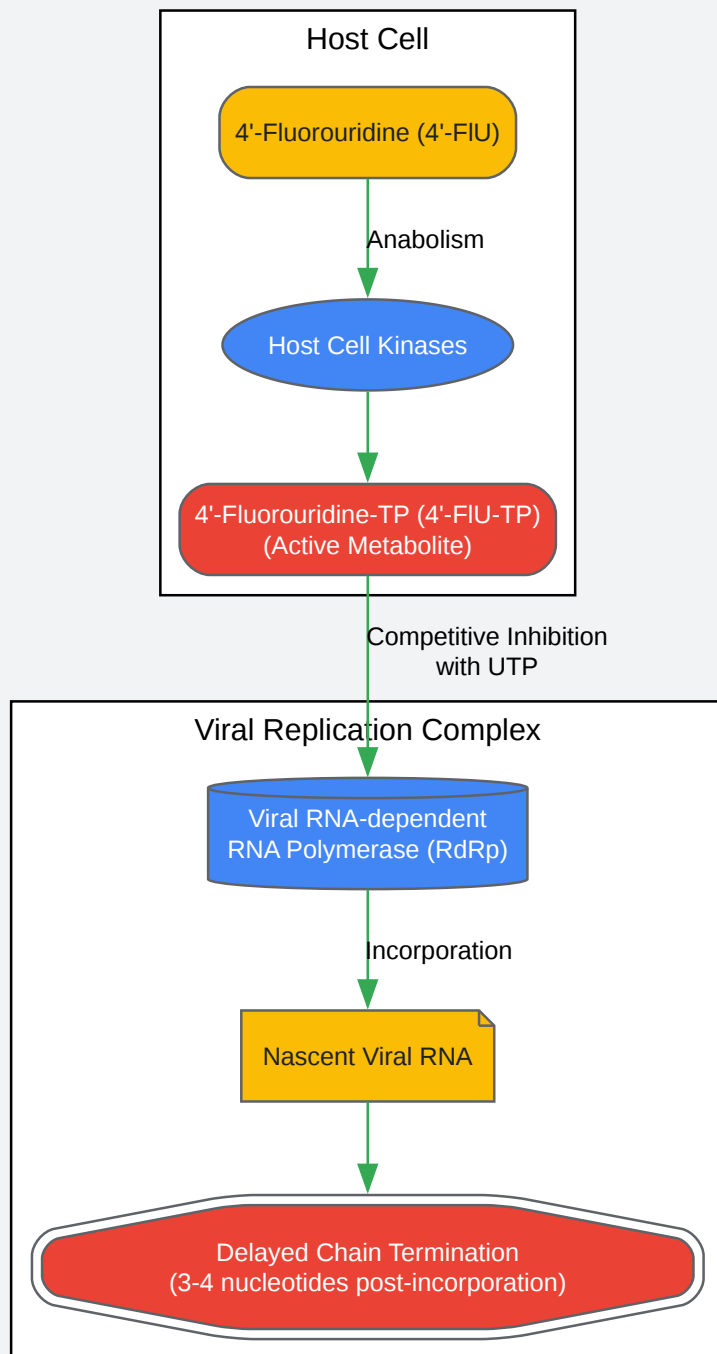 Host Cell
4'-Fluorouridine (4'-FlU)
Anabolism
Host Cell Kinases
4'-Fluorouridine-TP (4'-FlU-TP)
(Active Metabolite)
Competitive Inhibition
with UTP
Viral Replication Complex
Viral RNA-dependent
RNA Polymerase (RdRp)
Incorporation
Nascent Viral RNA
Delayed Chain Termination
(3-4 nucleotides post-incorporation)